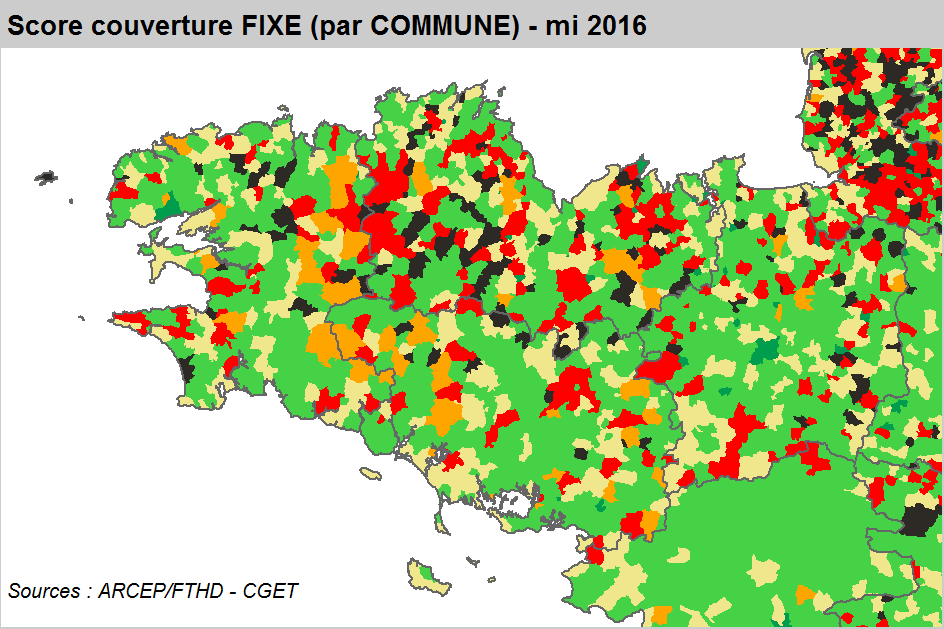 Score couverture FIXE (par COMMUNE) - mi 2016
Sources : ARCEP/FTHD - CGET